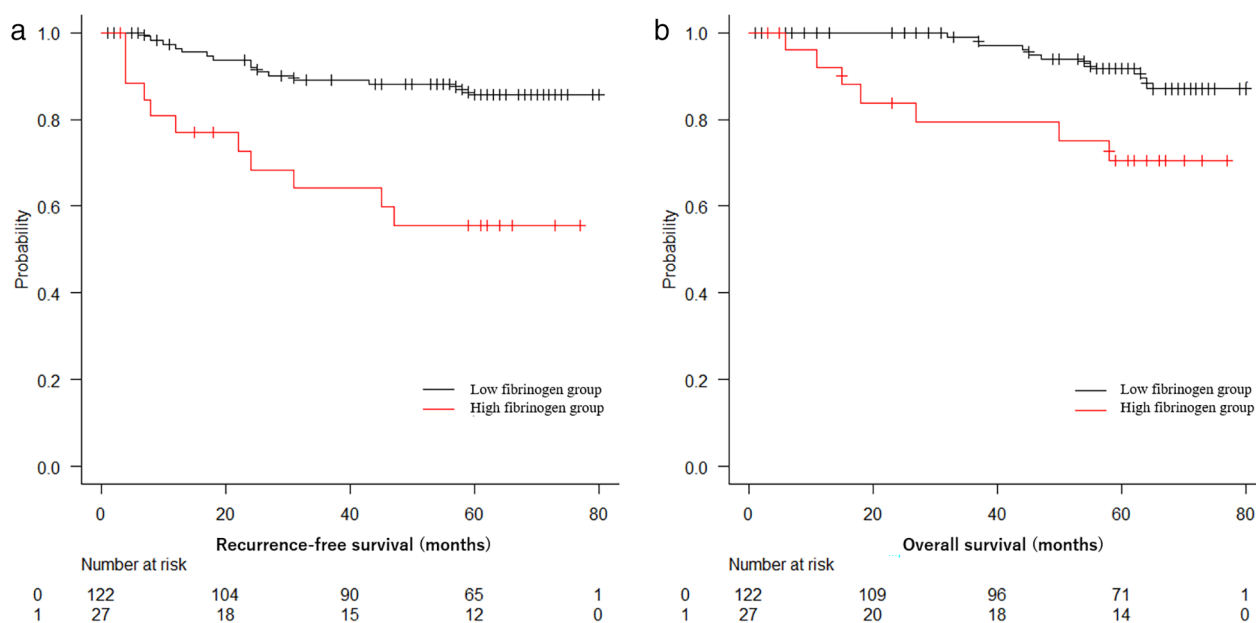 a
1.0
0.8
0.6
0.4
0.2
0.0
Probability
Low fibrinogen group
High fibrinogen group
0 20 40 60 80
Recurrence-free survival (months)
Number at risk
0 122 104 90 65 1
1 27 18 15 12 0
b
1.0
0.8
0.6
0.4
0.2
0.0
Probability
Low fibrinogen group
High fibrinogen group
0 20 40 60 80
Overall survival (months)
Number at risk
0 122 109 96 71 1
1 27 20 18 14 0